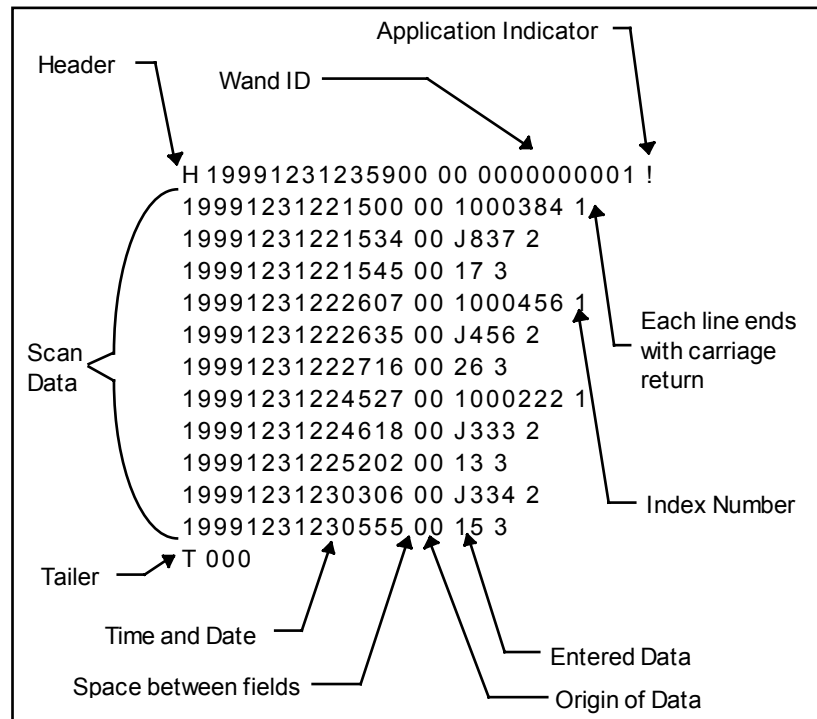 Application Indicator
Header
Wand ID
H 19991231235900 00 0000000001 !
19991231221500 00 1000384 1
19991231221534 00 J837 2
19991231221545 00 17 3
19991231222607 00 1000456 1
19991231222635 00 J456 2
19991231222716 00 26 3
19991231224527 00 1000222 1
19991231224618 00 J333 2
19991231225202 00 13 3
19991231230306 00 J334 2
19991231230555 00 15 3
T 000
Scan
Data
Each line ends
with carriage
return
Index Number
Tailer
Time and Date
Entered Data
Space between fields
Origin of Data